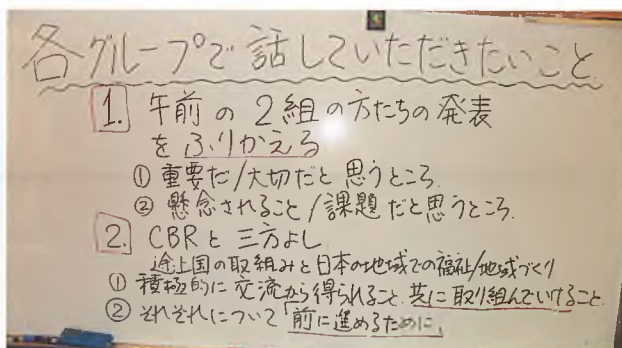 各グループで話していただきたいこと
1. 午前の2組の方たちの発表
をふりかえる
① 重要だ/大切だと思うところ.
② 懸念されること/課題だと思うところ.
2. CBRと三方よし
途上国の取組みと日本の地域での福祉/地域づくり
① 積極的に交流から得られること.共に取り組んでいけること
② それぞれについて「前に進めるために」